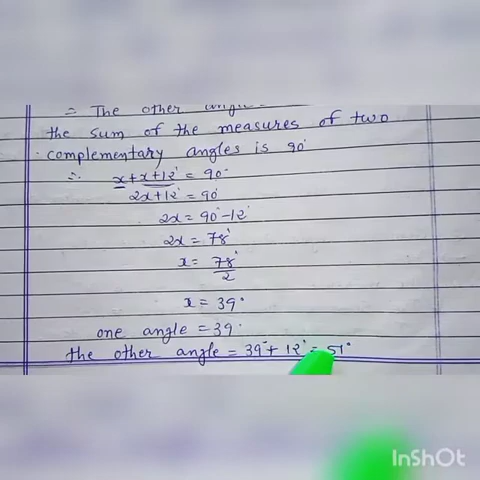 = The other angle
the sum of the measures of two
complementary angles is 90°
∴ x + x + 12° = 90°
2x + 12° = 90°
2x = 90° - 12°
2x = 78°
x = 78°/2
x = 39°
one angle = 39°
the other angle = 39° + 12° = 51°
InShOt